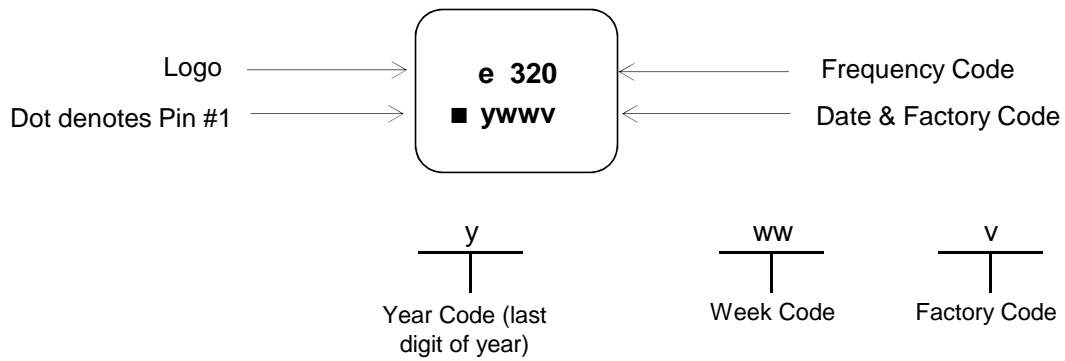 Logo
e 320
Frequency Code
Dot denotes Pin #1
■ ywwv
Date & Factory Code
y
ww
v
Year Code (last
digit of year)
Week Code
Factory Code